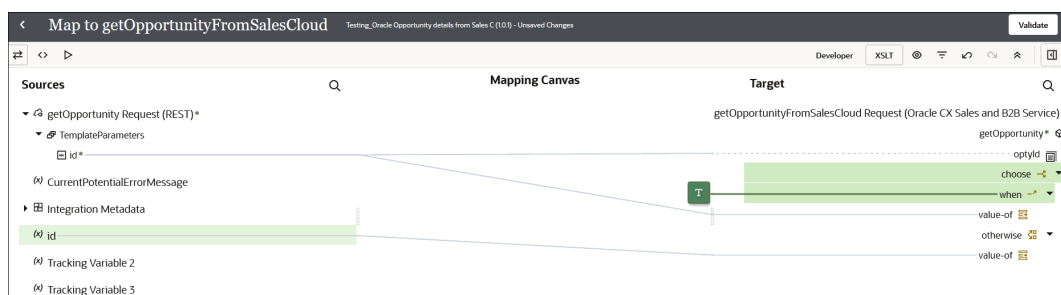 Map to getOpportunityFromSalesCloud Testing_Oracle Opportunity details from Sales C (1.0.1) - Unsaved Changes Validate
Developer XSLT
Sources Mapping Canvas Target
getOpportunity Request (REST)* getOpportunityFromSalesCloud Request (Oracle CX Sales and B2B Service)
TemplateParameters getOpportunity*
id* optyId
(x) CurrentPotentialErrorMessage choose
T when
Integration Metadata value-of
(x) id otherwise
value-of
(x) Tracking Variable 2
(x) Tracking Variable 3